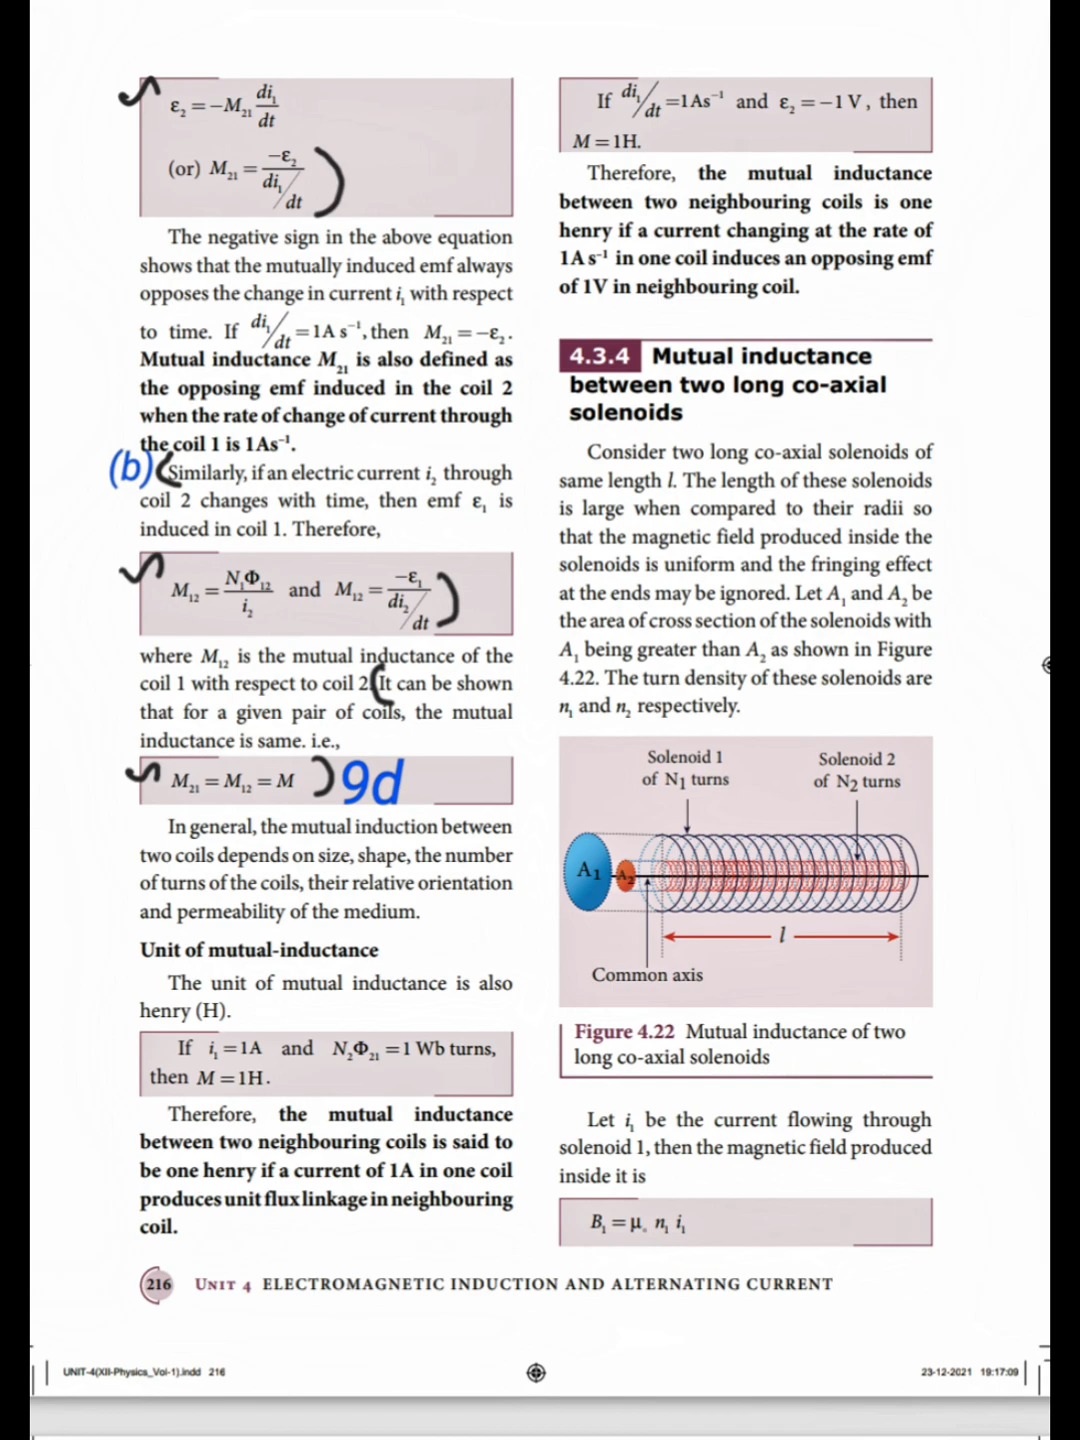 ε₂ = −M₂₁ di₁/dt
(or) M₂₁ = −ε₂ / di₁/dt
The negative sign in the above equation
shows that the mutually induced emf always
opposes the change in current i₁ with respect
to time. If di₁/dt = 1A s⁻¹, then M₂₁ = −ε₂.
Mutual inductance M₂₁ is also defined as
the opposing emf induced in the coil 2
when the rate of change of current through
the coil 1 is 1As⁻¹.
(b) Similarly, if an electric current i₂ through
coil 2 changes with time, then emf ε₁ is
induced in coil 1. Therefore,
M₁₂ = N₁Φ₁₂/i₂ and M₁₂ = −ε₁ / di₂/dt
where M₁₂ is the mutual inductance of the
coil 1 with respect to coil 2. It can be shown
that for a given pair of coils, the mutual
inductance is same. i.e.,
M₂₁ = M₁₂ = M 9d
In general, the mutual induction between
two coils depends on size, shape, the number
of turns of the coils, their relative orientation
and permeability of the medium.
Unit of mutual-inductance
The unit of mutual inductance is also
henry (H).
If i₁ = 1A and N₂Φ₂₁ = 1 Wb turns,
then M = 1H.
Therefore, the mutual inductance
between two neighbouring coils is said to
be one henry if a current of 1A in one coil
produces unit flux linkage in neighbouring
coil.
If di₁/dt = 1As⁻¹ and ε₂ = −1 V, then
M = 1H.
Therefore, the mutual inductance
between two neighbouring coils is one
henry if a current changing at the rate of
1A s⁻¹ in one coil induces an opposing emf
of 1V in neighbouring coil.
4.3.4 Mutual inductance
between two long co-axial
solenoids
Consider two long co-axial solenoids of
same length l. The length of these solenoids
is large when compared to their radii so
that the magnetic field produced inside the
solenoids is uniform and the fringing effect
at the ends may be ignored. Let A₁ and A₂ be
the area of cross section of the solenoids with
A₁ being greater than A₂ as shown in Figure
4.22. The turn density of these solenoids are
n₁ and n₂ respectively.
Solenoid 1
of N₁ turns
Solenoid 2
of N₂ turns
A₁
A₂
l
Common axis
Figure 4.22 Mutual inductance of two
long co-axial solenoids
Let i₁ be the current flowing through
solenoid 1, then the magnetic field produced
inside it is
B₁ = μ₀ n₁ i₁
216 UNIT 4 ELECTROMAGNETIC INDUCTION AND ALTERNATING CURRENT
UNIT-4(XII-Physics_Vol-1).indd 216
23-12-2021 19:17:09